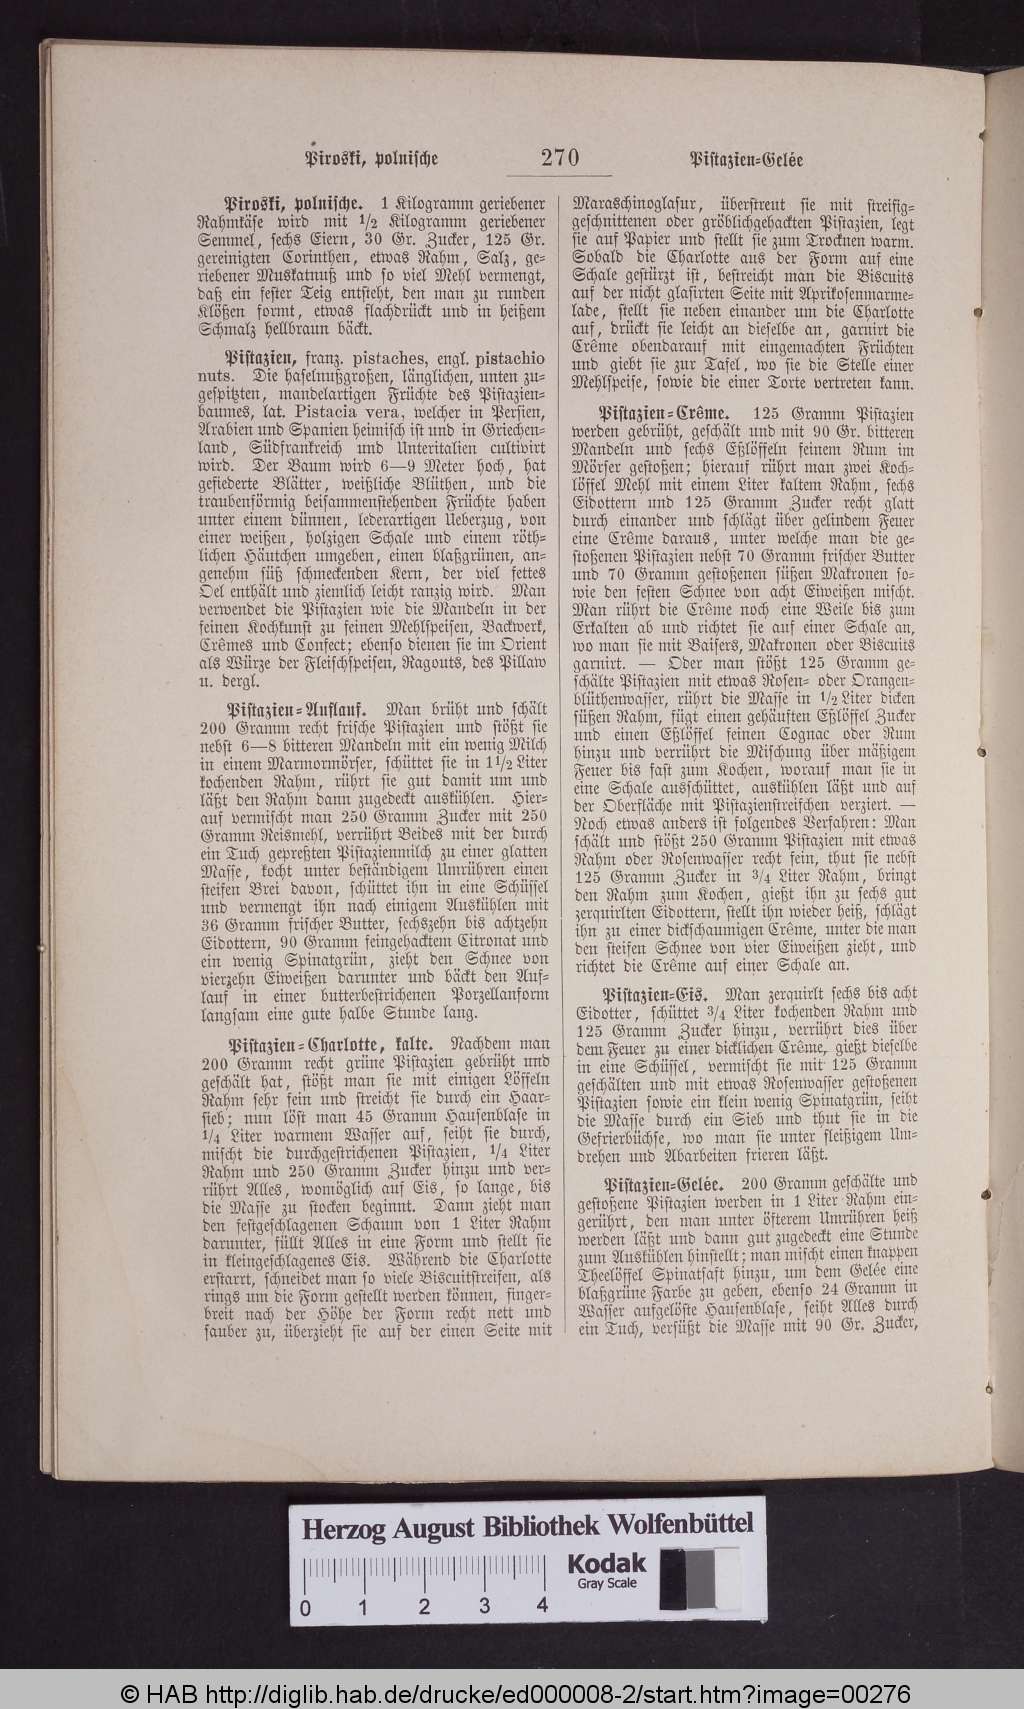 Piroski, polnische
270
Pistazien-Gelée
Piroski, polnische. 1 Kilogramm geriebener
Rahmkäse wird mit 1/2 Kilogramm geriebener
Semmel, sechs Eiern, 30 Gr. Zucker, 125 Gr.
gereinigten Corinthen, etwas Rahm, Salz, ge-
riebener Muskatnuß und so viel Mehl vermengt,
daß ein fester Teig entsteht, den man zu runden
Klößen formt, etwas flachdrückt und in heißem
Schmalz hellbraun bäckt.
Pistazien, franz. pistaches, engl. pistachio
nuts. Die haselnußgroßen, länglichen, unten zu-
gespitzten, mandelartigen Früchte des Pistazien-
baumes, lat. Pistacia vera, welcher in Persien,
Arabien und Spanien heimisch ist und in Griechen-
land, Südfrankreich und Unteritalien cultivirt
wird. Der Baum wird 6—9 Meter hoch, hat
gefiederte Blätter, weißliche Blüthen, und die
traubenförmig beisammenstehenden Früchte haben
unter einem dünnen, lederartigen Ueberzug, von
einer weißen, holzigen Schale und einem röth-
lichen Häutchen umgeben, einen blaßgrünen, an-
genehm süß schmeckenden Kern, der viel fettes
Oel enthält und ziemlich leicht ranzig wird. Man
verwendet die Pistazien wie die Mandeln in der
feinen Kochkunst zu feinen Mehlspeisen, Backwerk,
Crêmes und Confect; ebenso dienen sie im Orient
als Würze der Fleischspeisen, Ragouts, des Pillaw
u. dergl.
Pistazien-Auflauf. Man brüht und schält
200 Gramm recht frische Pistazien und stößt sie
nebst 6—8 bitteren Mandeln mit ein wenig Milch
in einem Marmormörser, schüttet sie in 1 1/2 Liter
kochenden Rahm, rührt sie gut damit um und
läßt den Rahm dann zugedeckt auskühlen. Hier-
auf vermischt man 250 Gramm Zucker mit 250
Gramm Reismehl, verrührt Beides mit der durch
ein Tuch gepreßten Pistazienmilch zu einer glatten
Masse, kocht unter beständigem Umrühren einen
steifen Brei davon, schüttet ihn in eine Schüssel
und vermengt ihn nach einigem Auskühlen mit
36 Gramm frischer Butter, sechszehn bis achtzehn
Eidottern, 90 Gramm feingehacktem Citronat und
ein wenig Spinatgrün, zieht den Schnee von
vierzehn Eiweißen darunter und bäckt den Auf-
lauf in einer butterbestrichenen Porzellanform
langsam eine gute halbe Stunde lang.
Pistazien-Charlotte, kalte. Nachdem man
200 Gramm recht grüne Pistazien gebrüht und
geschält hat, stößt man sie mit einigen Löffeln
Rahm sehr fein und streicht sie durch ein Haar-
sieb; nun löst man 45 Gramm Hausenblase in
1/4 Liter warmem Wasser auf, seiht sie durch,
mischt die durchgestrichenen Pistazien, 1/4 Liter
Rahm und 250 Gramm Zucker hinzu und ver-
rührt Alles, womöglich auf Eis, so lange, bis
die Masse zu stocken beginnt. Dann zieht man
den festgeschlagenen Schaum von 1 Liter Rahm
darunter, füllt Alles in eine Form und stellt sie
in kleingeschlagenes Eis. Während die Charlotte
erstarrt, schneidet man so viele Biscuitstreifen, als
rings um die Form gestellt werden können, finger-
breit nach der Höhe der Form recht nett und
sauber zu, überzieht sie auf der einen Seite mit
Maraschinoglasur, überstreut sie mit streifig-
geschnittenen oder gröblichgehackten Pistazien, legt
sie auf Papier und stellt sie zum Trocknen warm.
Sobald die Charlotte aus der Form auf eine
Schale gestürzt ist, bestreicht man die Biscuits
auf der nicht glasirten Seite mit Aprikosenmarme-
lade, stellt sie neben einander um die Charlotte
auf, drückt sie leicht an dieselbe an, garnirt die
Crême obendarauf mit eingemachten Früchten
und giebt sie zur Tafel, wo sie die Stelle einer
Mehlspeise, sowie die einer Torte vertreten kann.
Pistazien-Crême. 125 Gramm Pistazien
werden gebrüht, geschält und mit 90 Gr. bitteren
Mandeln und sechs Eßlöffeln feinem Rum im
Mörser gestoßen; hierauf rührt man zwei Koch-
löffel Mehl mit einem Liter kaltem Rahm, sechs
Eidottern und 125 Gramm Zucker recht glatt
durch einander und schlägt über gelindem Feuer
eine Crême daraus, unter welche man die ge-
stoßenen Pistazien nebst 70 Gramm frischer Butter
und 70 Gramm gestoßenen süßen Makronen so-
wie den festen Schnee von acht Eiweißen mischt.
Man rührt die Crême noch eine Weile bis zum
Erkalten ab und richtet sie auf einer Schale an,
wo man sie mit Baisers, Makronen oder Biscuits
garnirt. — Oder man stößt 125 Gramm ge-
schälte Pistazien mit etwas Rosen- oder Orangen-
blüthenwasser, rührt die Masse in 1/2 Liter dicken
süßen Rahm, fügt einen gehäuften Eßlöffel Zucker
und einen Eßlöffel feinen Cognac oder Rum
hinzu und verrührt die Mischung über mäßigem
Feuer bis fast zum Kochen, worauf man sie in
eine Schale ausschüttet, auskühlen läßt und auf
der Oberfläche mit Pistazienstreifchen verziert. —
Noch etwas anders ist folgendes Verfahren: Man
schält und stößt 250 Gramm Pistazien mit etwas
Rahm oder Rosenwasser recht fein, thut sie nebst
125 Gramm Zucker in 3/4 Liter Rahm, bringt
den Rahm zum Kochen, gießt ihn zu sechs gut
zerquirlten Eidottern, stellt ihn wieder heiß, schlägt
ihn zu einer dickschaumigen Crême, unter die man
den steifen Schnee von vier Eiweißen zieht, und
richtet die Crême auf einer Schale an.
Pistazien-Eis. Man zerquirlt sechs bis acht
Eidotter, schüttet 3/4 Liter kochenden Rahm und
125 Gramm Zucker hinzu, verrührt dies über
dem Feuer zu einer dicklichen Crême, gießt dieselbe
in eine Schüssel, vermischt sie mit 125 Gramm
geschälten und mit etwas Rosenwasser gestoßenen
Pistazien sowie ein klein wenig Spinatgrün, seiht
die Masse durch ein Sieb und thut sie in die
Gefrierbüchse, wo man sie unter fleißigem Um-
drehen und Abarbeiten frieren läßt.
Pistazien-Gelée. 200 Gramm geschälte und
gestoßene Pistazien werden in 1 Liter Rahm ein-
gerührt, den man unter öfterem Umrühren heiß
werden läßt und dann gut zugedeckt eine Stunde
zum Auskühlen hinstellt; man mischt einen knappen
Theelöffel Spinatsaft hinzu, um dem Gelée eine
blaßgrüne Farbe zu geben, ebenso 24 Gramm in
Wasser aufgelöste Hausenblase, seiht Alles durch
ein Tuch, versüßt die Masse mit 90 Gr. Zucker,
Herzog August Bibliothek Wolfenbüttel
Kodak
Gray Scale
0 1 2 3 4
© HAB http://diglib.hab.de/drucke/ed000008-2/start.htm?image=00276